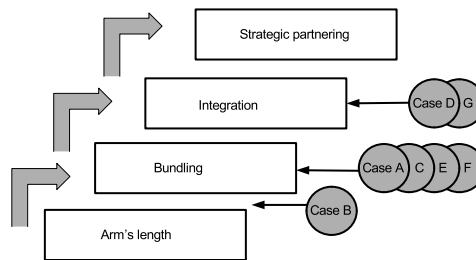 Strategic partnering
Integration
Case D G
Bundling
Case A C E F
Case B
Arm's length